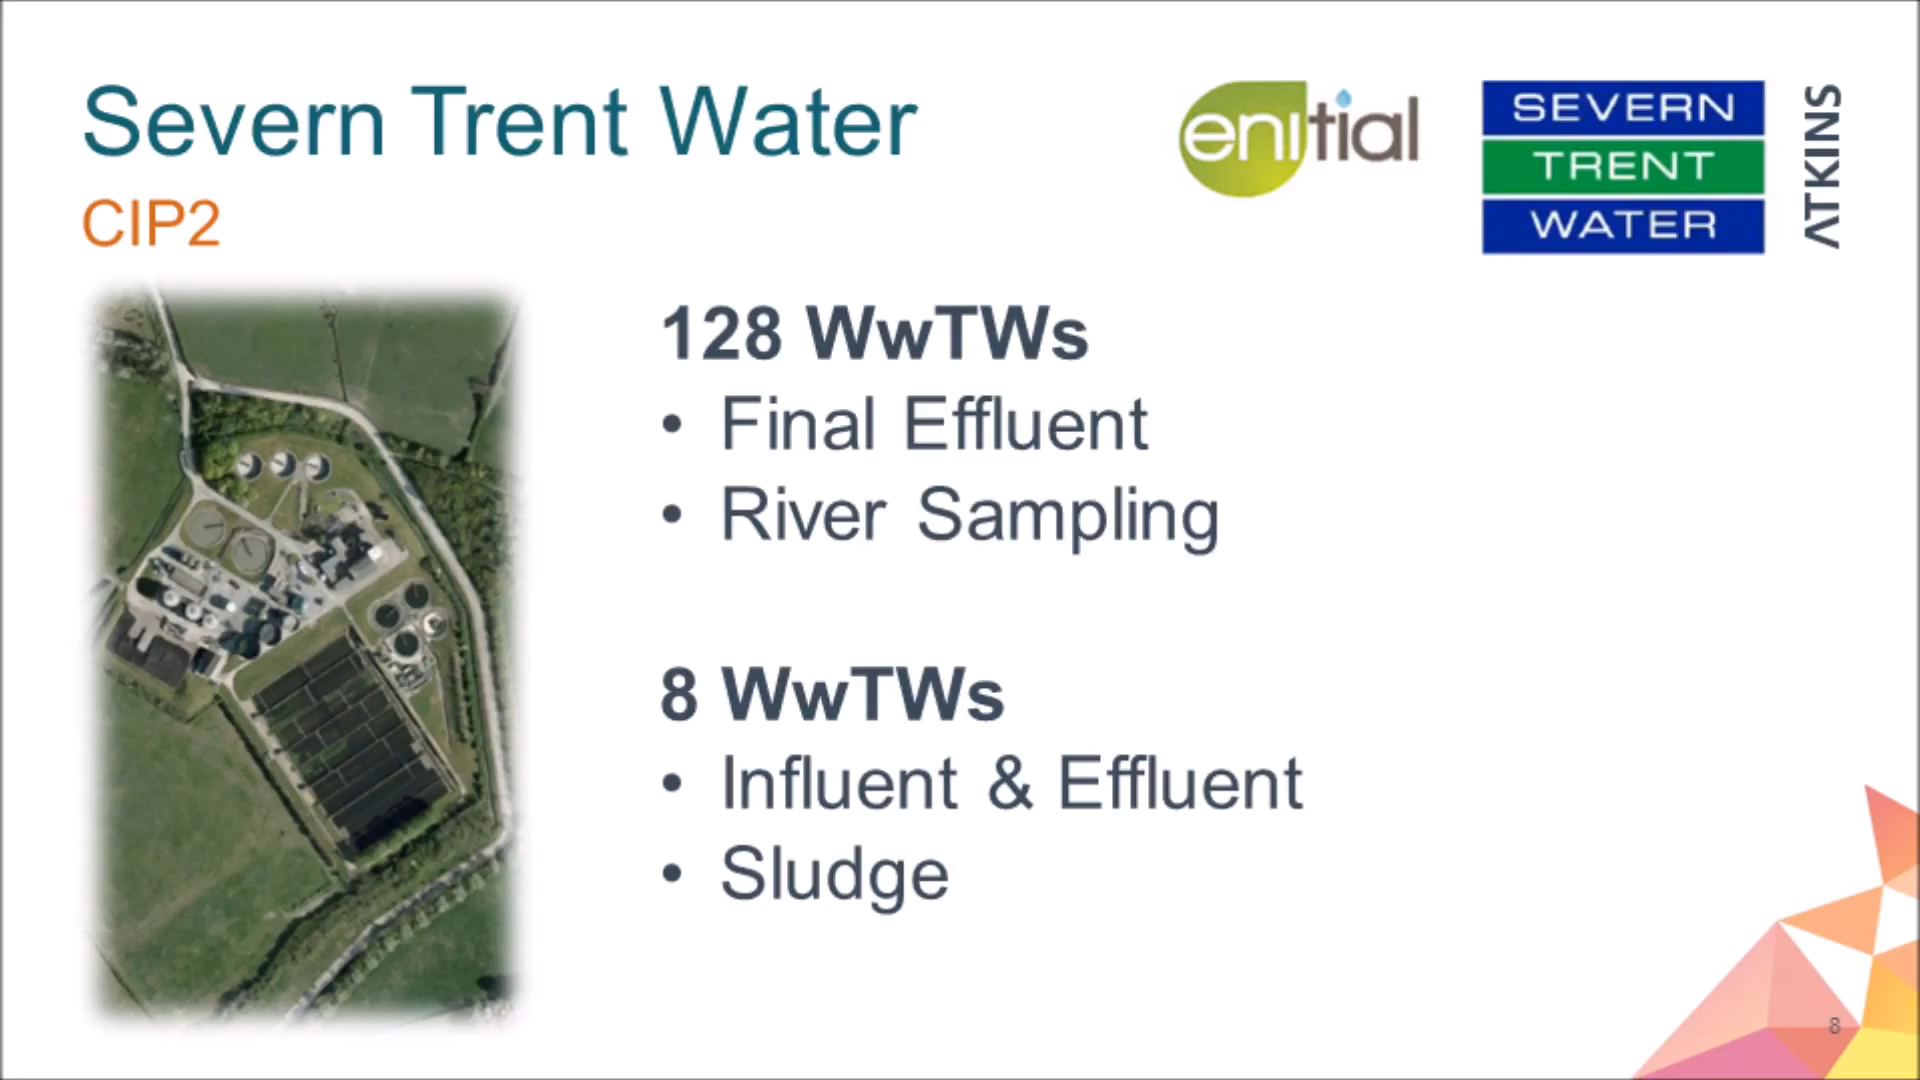 Severn Trent Water
CIP2
enitial
SEVERN
TRENT
WATER
ATKINS
128 WwTWs
• Final Effluent
• River Sampling
8 WwTWs
• Influent & Effluent
• Sludge
8